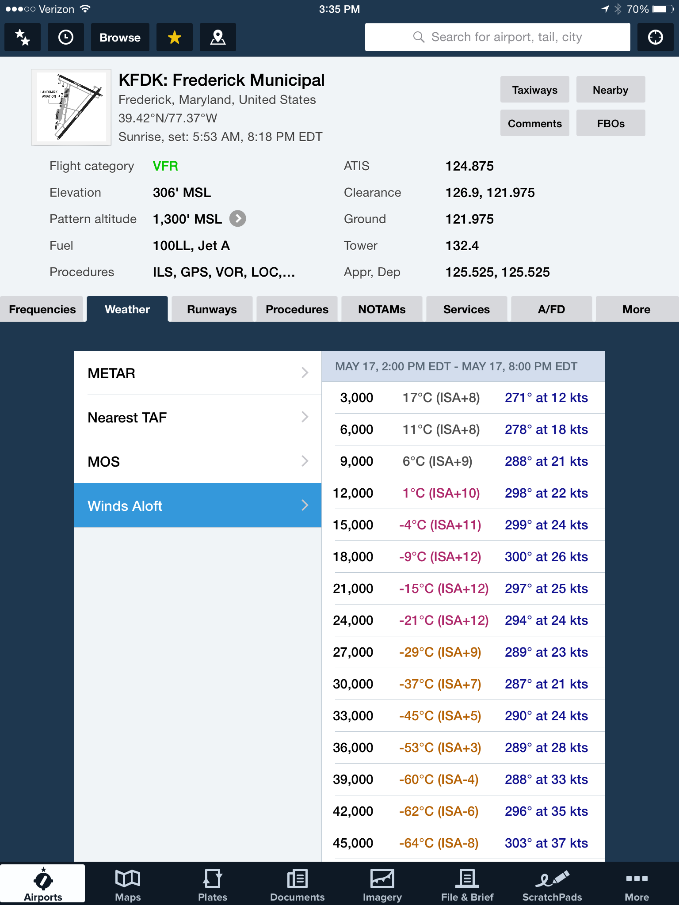 Verizon 3:35 PM 70%
Browse Search for airport, tail, city
KFDK: Frederick Municipal
Frederick, Maryland, United States
39.42°N/77.37°W
Sunrise, set: 5:53 AM, 8:18 PM EDT
Taxiways Nearby
Comments FBOs
Flight category VFR ATIS 124.875
Elevation 306' MSL Clearance 126.9, 121.975
Pattern altitude 1,300' MSL Ground 121.975
Fuel 100LL, Jet A Tower 132.4
Procedures ILS, GPS, VOR, LOC,... Appr, Dep 125.525, 125.525
Frequencies Weather Runways Procedures NOTAMs Services A/FD More
METAR
Nearest TAF
MOS
Winds Aloft
MAY 17, 2:00 PM EDT - MAY 17, 8:00 PM EDT
3,000 17°C (ISA+8) 271° at 12 kts
6,000 11°C (ISA+8) 278° at 18 kts
9,000 6°C (ISA+9) 288° at 21 kts
12,000 1°C (ISA+10) 298° at 22 kts
15,000 -4°C (ISA+11) 299° at 24 kts
18,000 -9°C (ISA+12) 300° at 26 kts
21,000 -15°C (ISA+12) 297° at 25 kts
24,000 -21°C (ISA+12) 294° at 24 kts
27,000 -29°C (ISA+9) 289° at 23 kts
30,000 -37°C (ISA+7) 287° at 21 kts
33,000 -45°C (ISA+5) 290° at 24 kts
36,000 -53°C (ISA+3) 289° at 28 kts
39,000 -60°C (ISA-4) 288° at 33 kts
42,000 -62°C (ISA-6) 296° at 35 kts
45,000 -64°C (ISA-8) 303° at 37 kts
Airports Maps Plates Documents Imagery File & Brief ScratchPads More